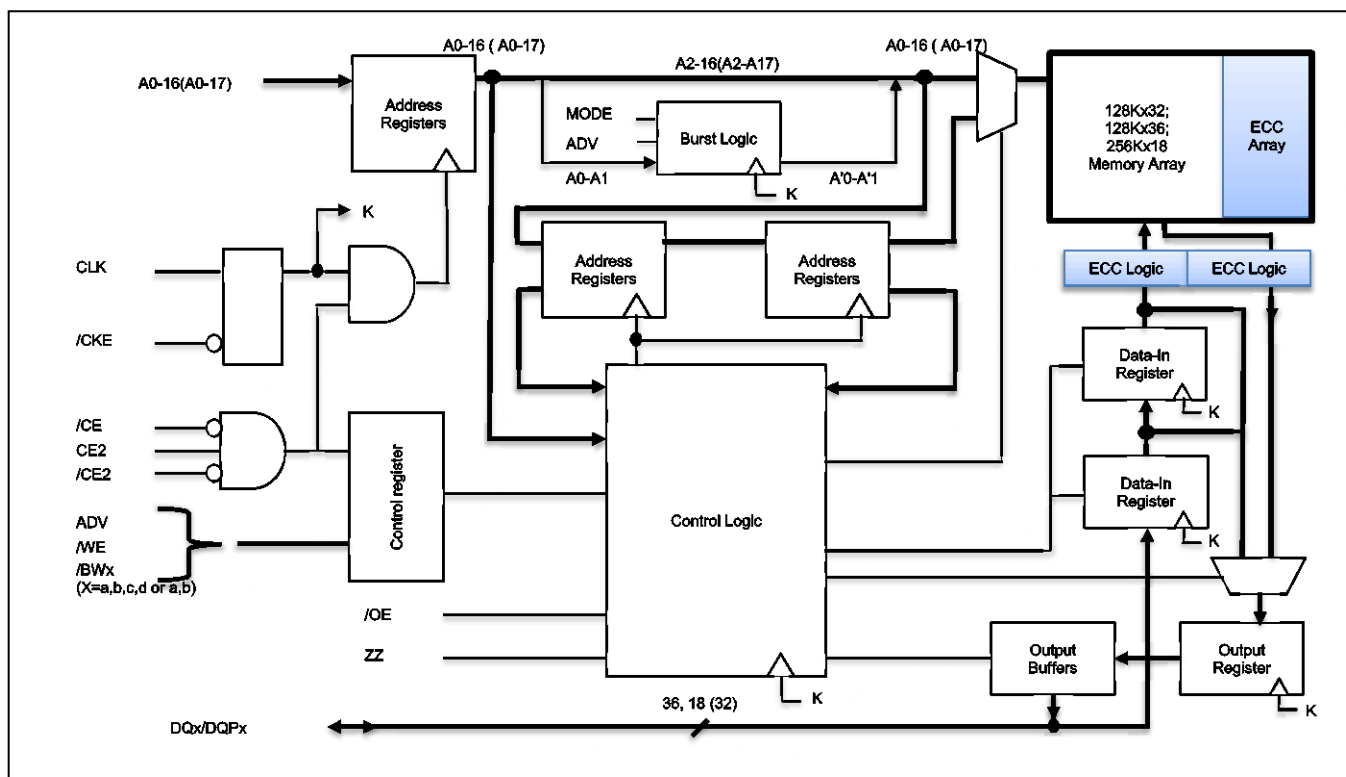 A0-16 ( A0-17)
A0-16 ( A0-17)
A2-16(A2-A17)
A0-16(A0-17)
Address
Registers
MODE
ADV
Burst Logic
A0-A1
A'0-A'1
K
128Kx32;
128Kx36;
256Kx18
Memory Array
ECC
Array
K
CLK
/CKE
Address
Registers
Address
Registers
ECC Logic
ECC Logic
Data-In
Register
K
/CE
CE2
/CE2
Control register
Control Logic
Data-In
Register
K
ADV
/WE
/BWx
(X=a,b,c,d or a,b)
/OE
ZZ
K
Output
Buffers
Output
Register
K
36, 18 (32)
DQx/DQPx